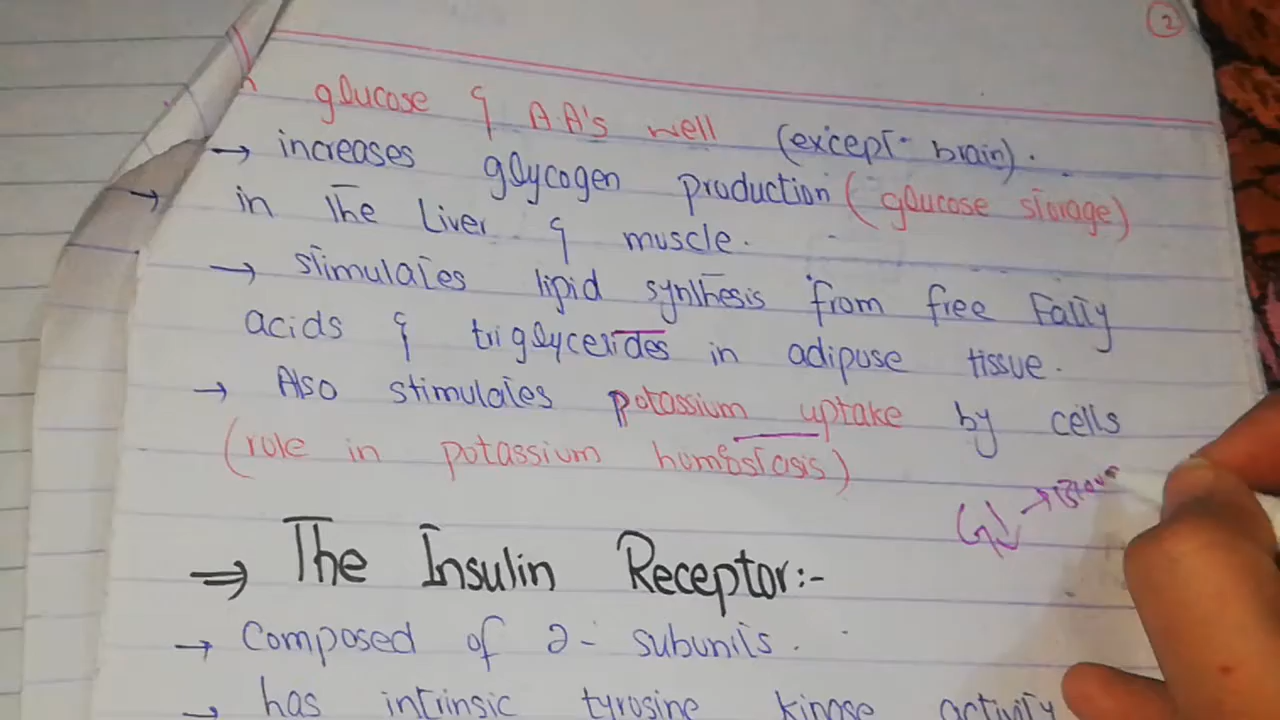 2
glucose & AA's well (except brain).
→ increases glycogen production (glucose storage)
→ in the Liver & muscle.
→ stimulates lipid synthesis from free Fatty
acids & triglycerides in adipuse tissue.
→ Also stimulates potassium uptake by cells
(role in potassium homeostasis)
⇒ The Insulin Receptor:-
→ Composed of 2- subunits.
→ has intrinsic tyrosine kinase activity